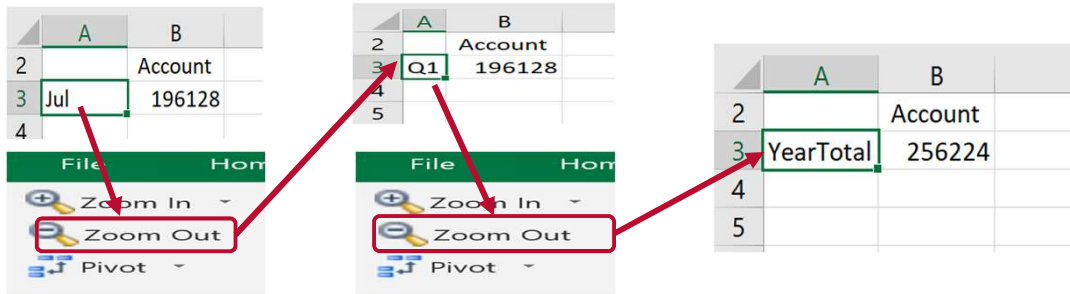 A B
2 Account
3 Jul 196128
4
File Hom
Zoom In
Zoom Out
Pivot
A B
2 Account
3 Q1 196128
4
5
File Hom
Zoom In
Zoom Out
Pivot
A B
2 Account
3 YearTotal 256224
4
5